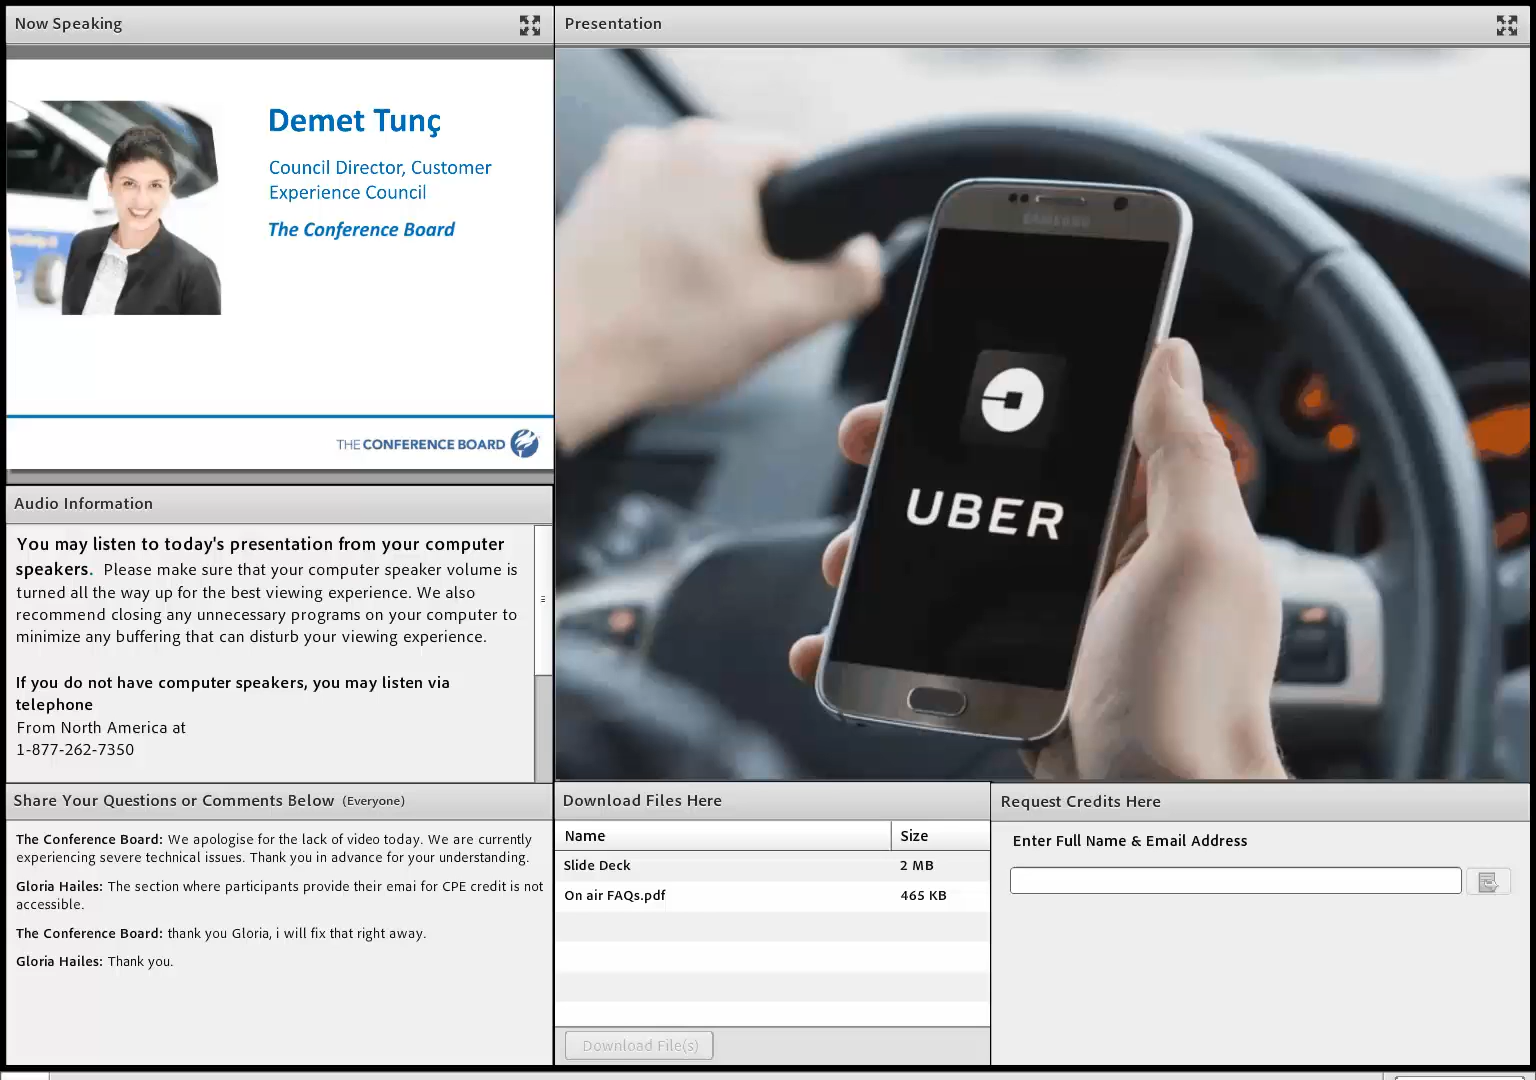 Now Speaking
Demet Tunç
Council Director, Customer
Experience Council
The Conference Board
THE CONFERENCE BOARD
Audio Information
You may listen to today's presentation from your computer
speakers. Please make sure that your computer speaker volume is
turned all the way up for the best viewing experience. We also
recommend closing any unnecessary programs on your computer to
minimize any buffering that can disturb your viewing experience.
If you do not have computer speakers, you may listen via
telephone
From North America at
1-877-262-7350
Share Your Questions or Comments Below (Everyone)
The Conference Board: We apologise for the lack of video today. We are currently
experiencing severe technical issues. Thank you in advance for your understanding.
Gloria Hailes: The section where participants provide their emai for CPE credit is not
accessible.
The Conference Board: thank you Gloria, i will fix that right away.
Gloria Hailes: Thank you.
Presentation
SAMSUNG
UBER
Download Files Here
Name Size
Slide Deck 2 MB
On air FAQs.pdf 465 KB
Download File(s)
Request Credits Here
Enter Full Name & Email Address